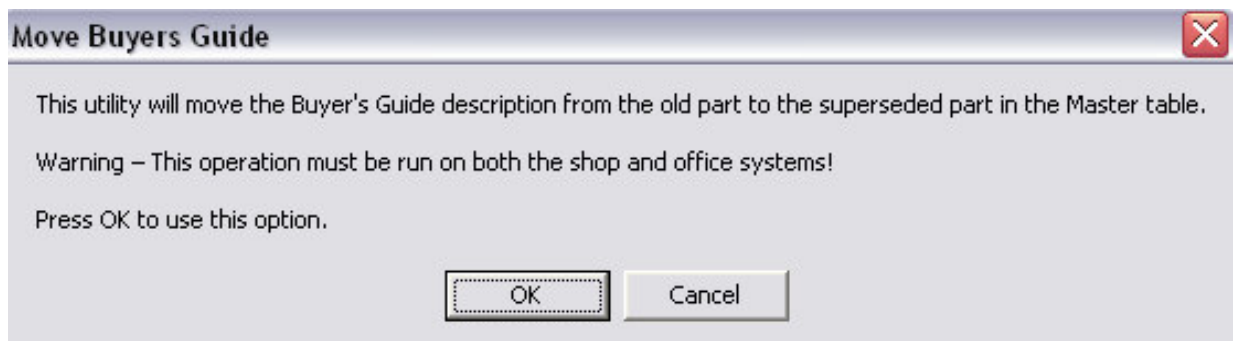 Move Buyers Guide
This utility will move the Buyer's Guide description from the old part to the superseded part in the Master table.
Warning – This operation must be run on both the shop and office systems!
Press OK to use this option.
OK
Cancel